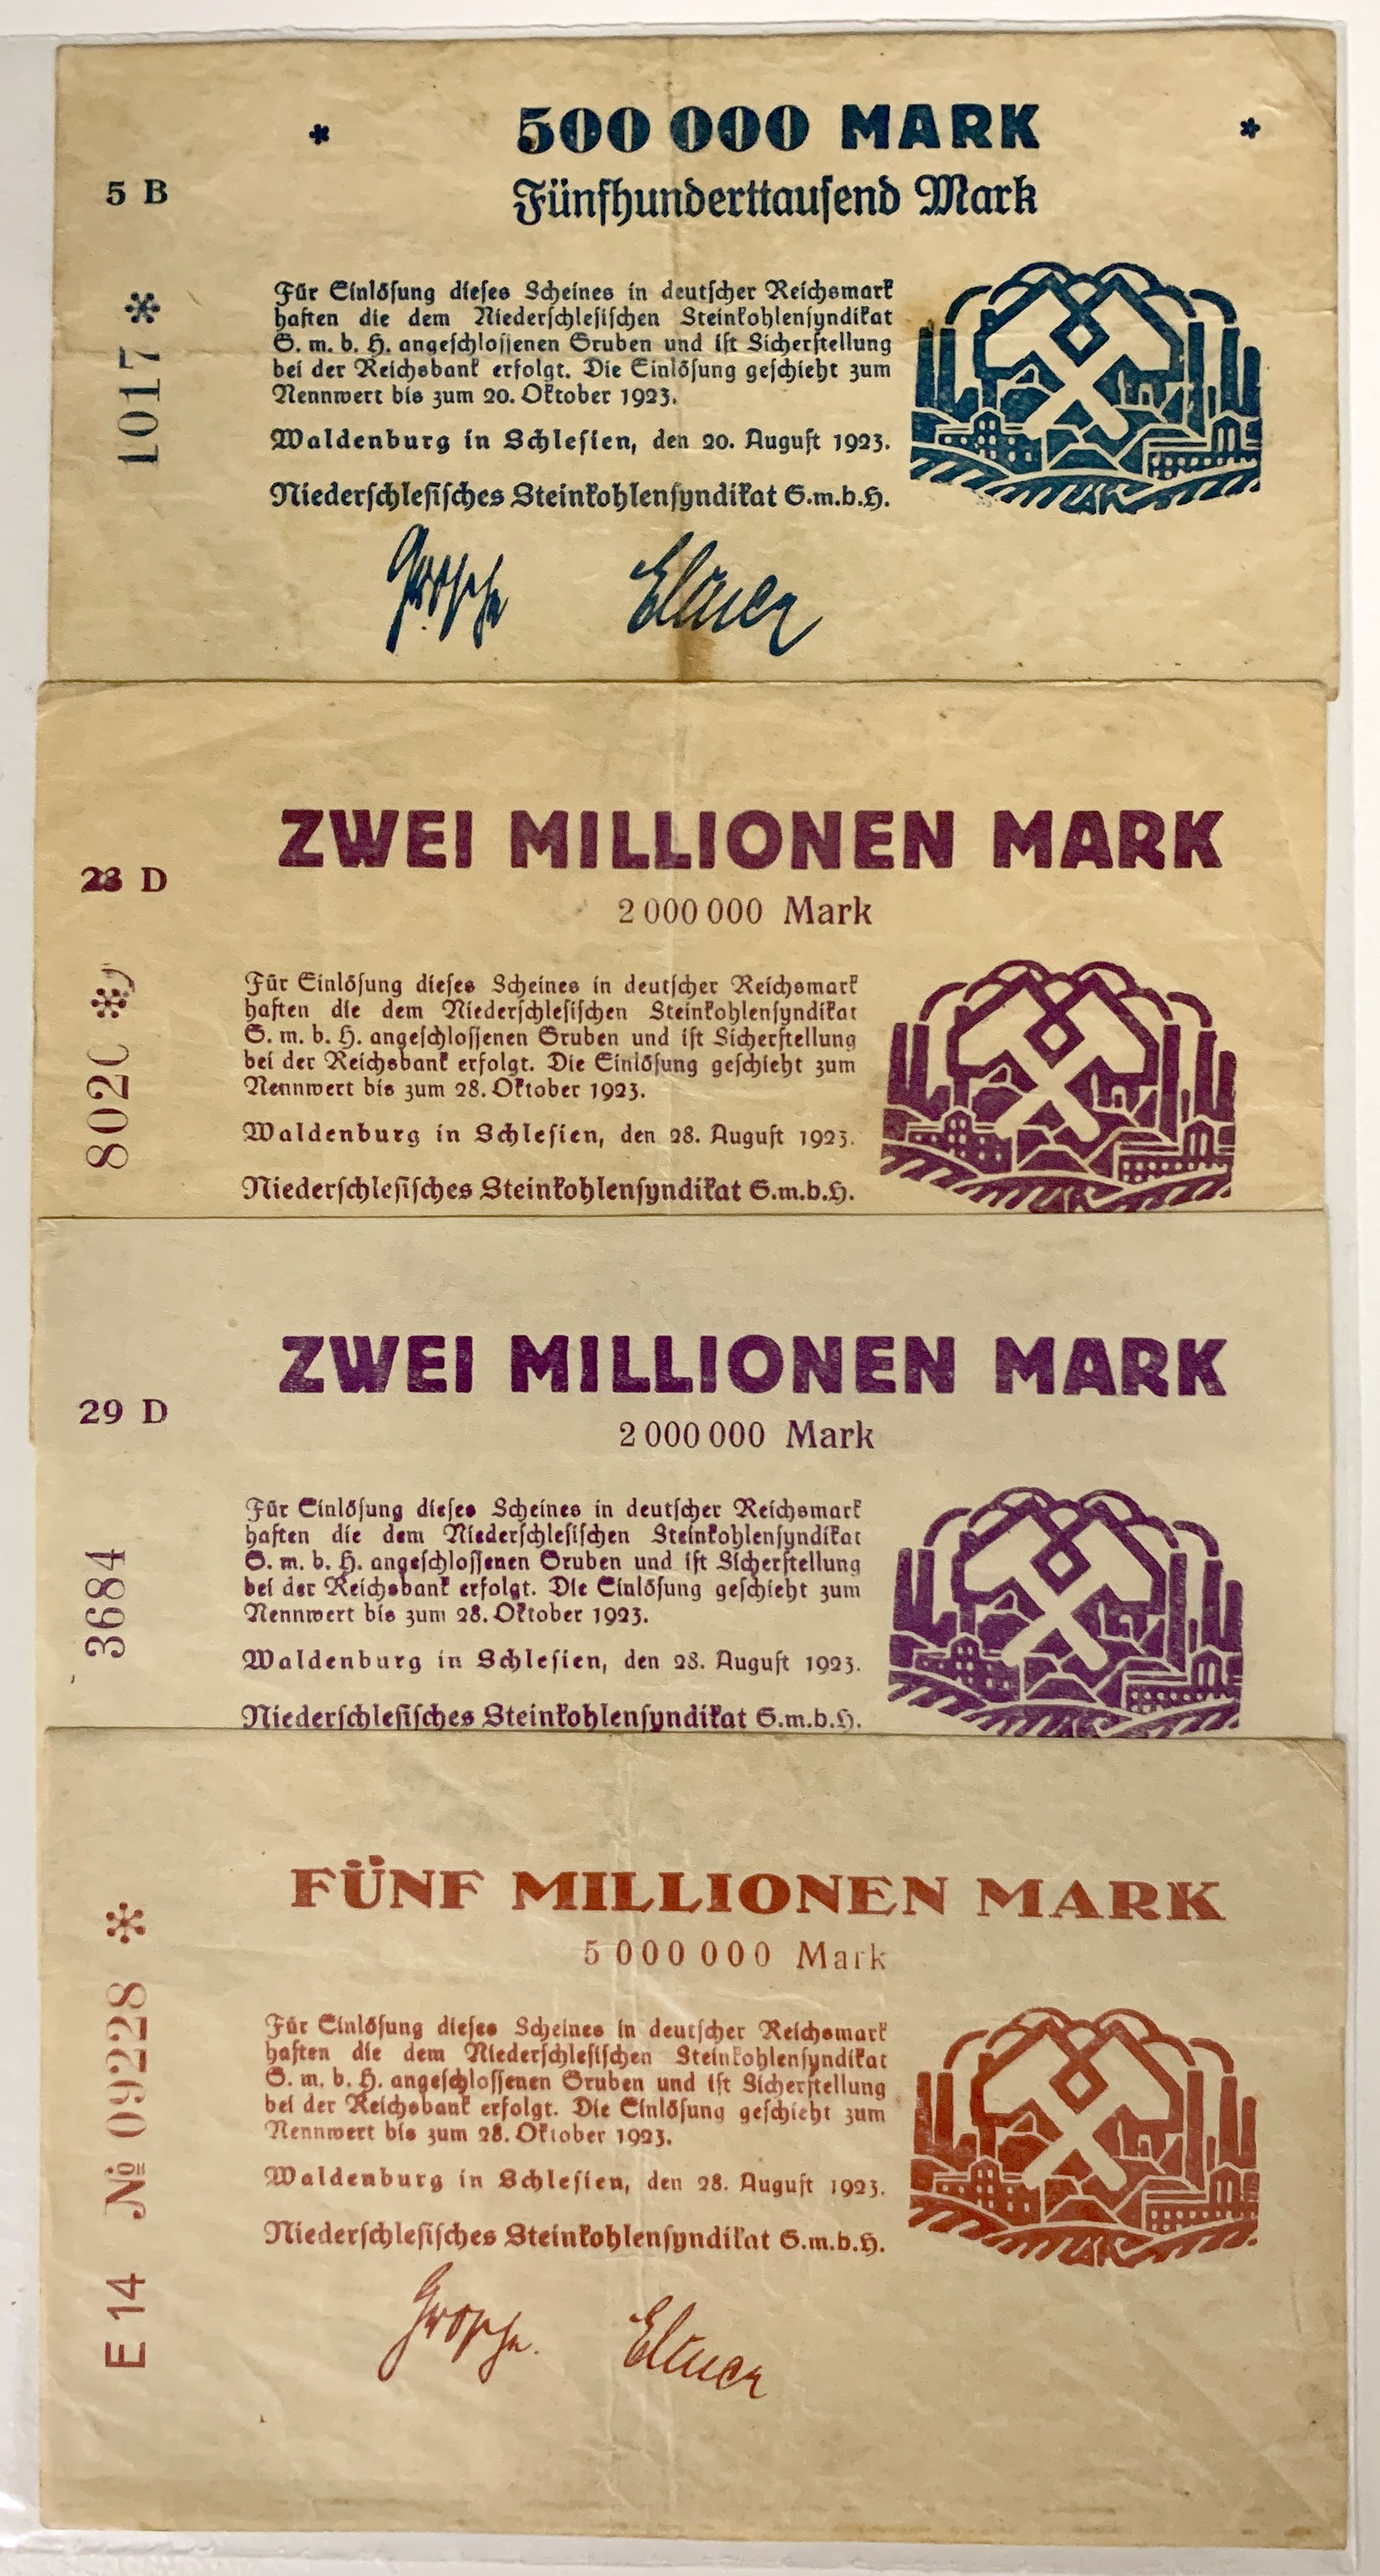 * 500 000 MARK *
Fünfhunderttausend Mark
5 B
1017 *
Für Einlösung dieses Scheines in deutscher Reichsmark
haften die dem Niederschlesischen Steinkohlensyndikat
G. m. b. H. angeschlossenen Gruben und ist Sicherstellung
bei der Reichsbank erfolgt. Die Einlösung geschieht zum
Nennwert bis zum 20. Oktober 1923.
Waldenburg in Schlesien, den 20. August 1923.
Niederschlesisches Steinkohlensyndikat G.m.b.H.
ZWEI MILLIONEN MARK
2 000 000 Mark
23 D
Für Einlösung dieses Scheines in deutscher Reichsmark
haften die dem Niederschlesischen Steinkohlensyndikat
G. m. b. H. angeschlossenen Gruben und ist Sicherstellung
bei der Reichsbank erfolgt. Die Einlösung geschieht zum
Nennwert bis zum 28. Oktober 1923.
Waldenburg in Schlesien, den 28. August 1923.
Niederschlesisches Steinkohlensyndikat G.m.b.H.
ZWEI MILLIONEN MARK
2 000 000 Mark
29 D
3684
Für Einlösung dieses Scheines in deutscher Reichsmark
haften die dem Niederschlesischen Steinkohlensyndikat
G. m. b. H. angeschlossenen Gruben und ist Sicherstellung
bei der Reichsbank erfolgt. Die Einlösung geschieht zum
Nennwert bis zum 28. Oktober 1923.
Waldenburg in Schlesien, den 28. August 1923.
Niederschlesisches Steinkohlensyndikat G.m.b.H.
FÜNF MILLIONEN MARK
5 000 000 Mark
E 14 № 09228 *
Für Einlösung dieses Scheines in deutscher Reichsmark
haften die dem Niederschlesischen Steinkohlensyndikat
G. m. b. H. angeschlossenen Gruben und ist Sicherstellung
bei der Reichsbank erfolgt. Die Einlösung geschieht zum
Nennwert bis zum 28. Oktober 1923.
Waldenburg in Schlesien, den 28. August 1923.
Niederschlesisches Steinkohlensyndikat G.m.b.H.